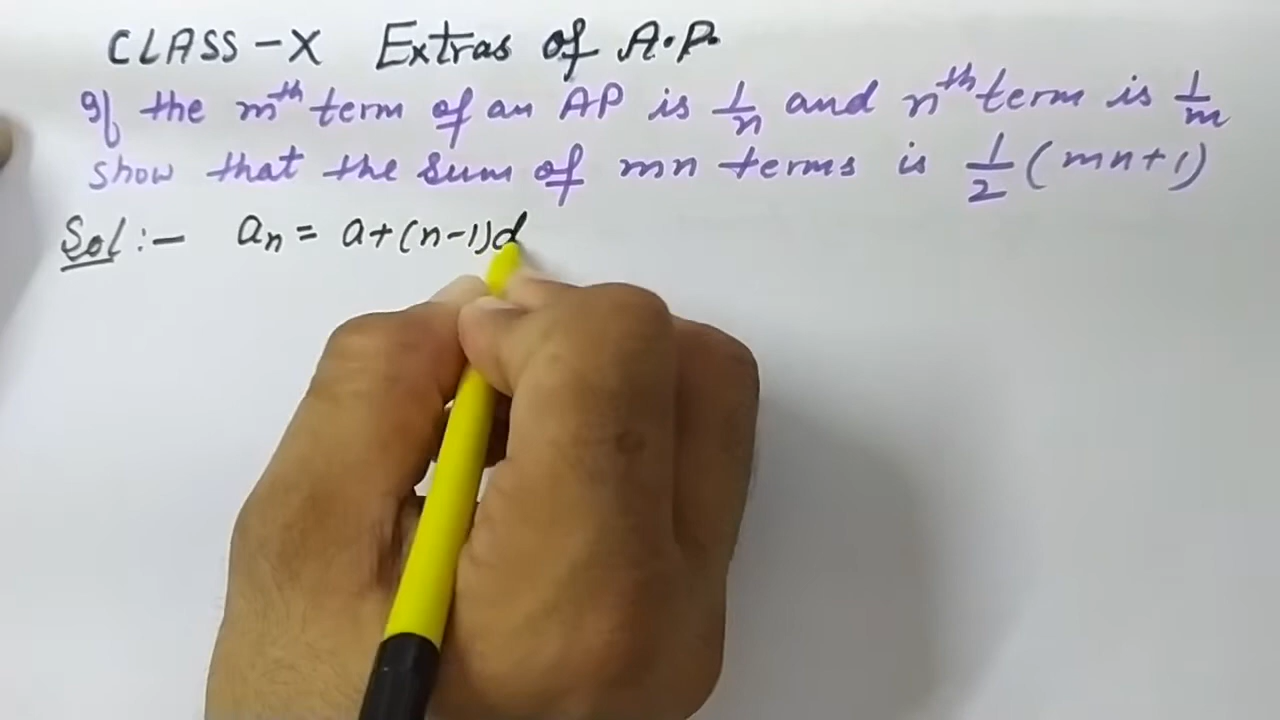 CLASS-X Extras of A.P.
If the mth term of an AP is 1/n and nth term is 1/m
show that the sum of mn terms is 1/2 (mn+1)
Sol:- an = a+(n-1)d